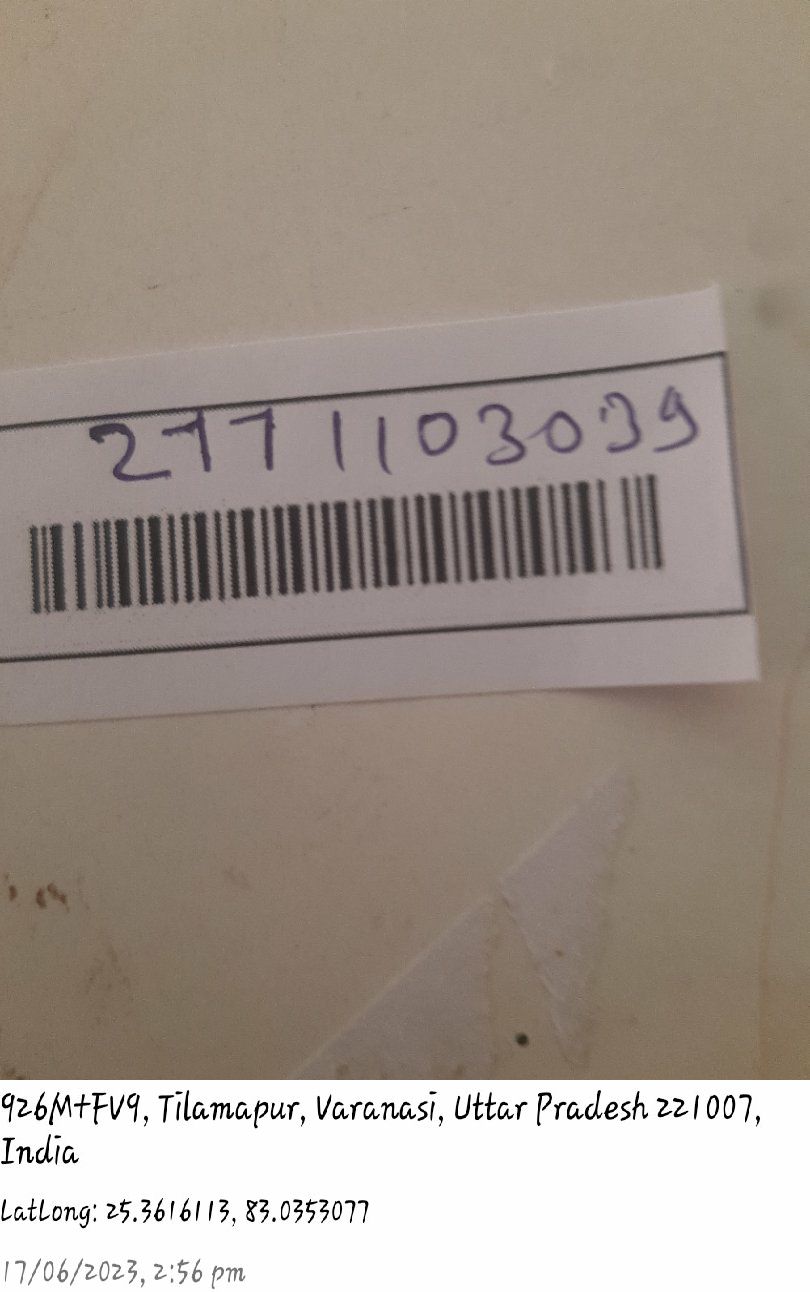 2771103039
926M+FV9, Tilamapur, Varanasi, Uttar Pradesh 221007,
India
LatLong: 25.3616113, 83.0353077
17/06/2023, 2:56 pm